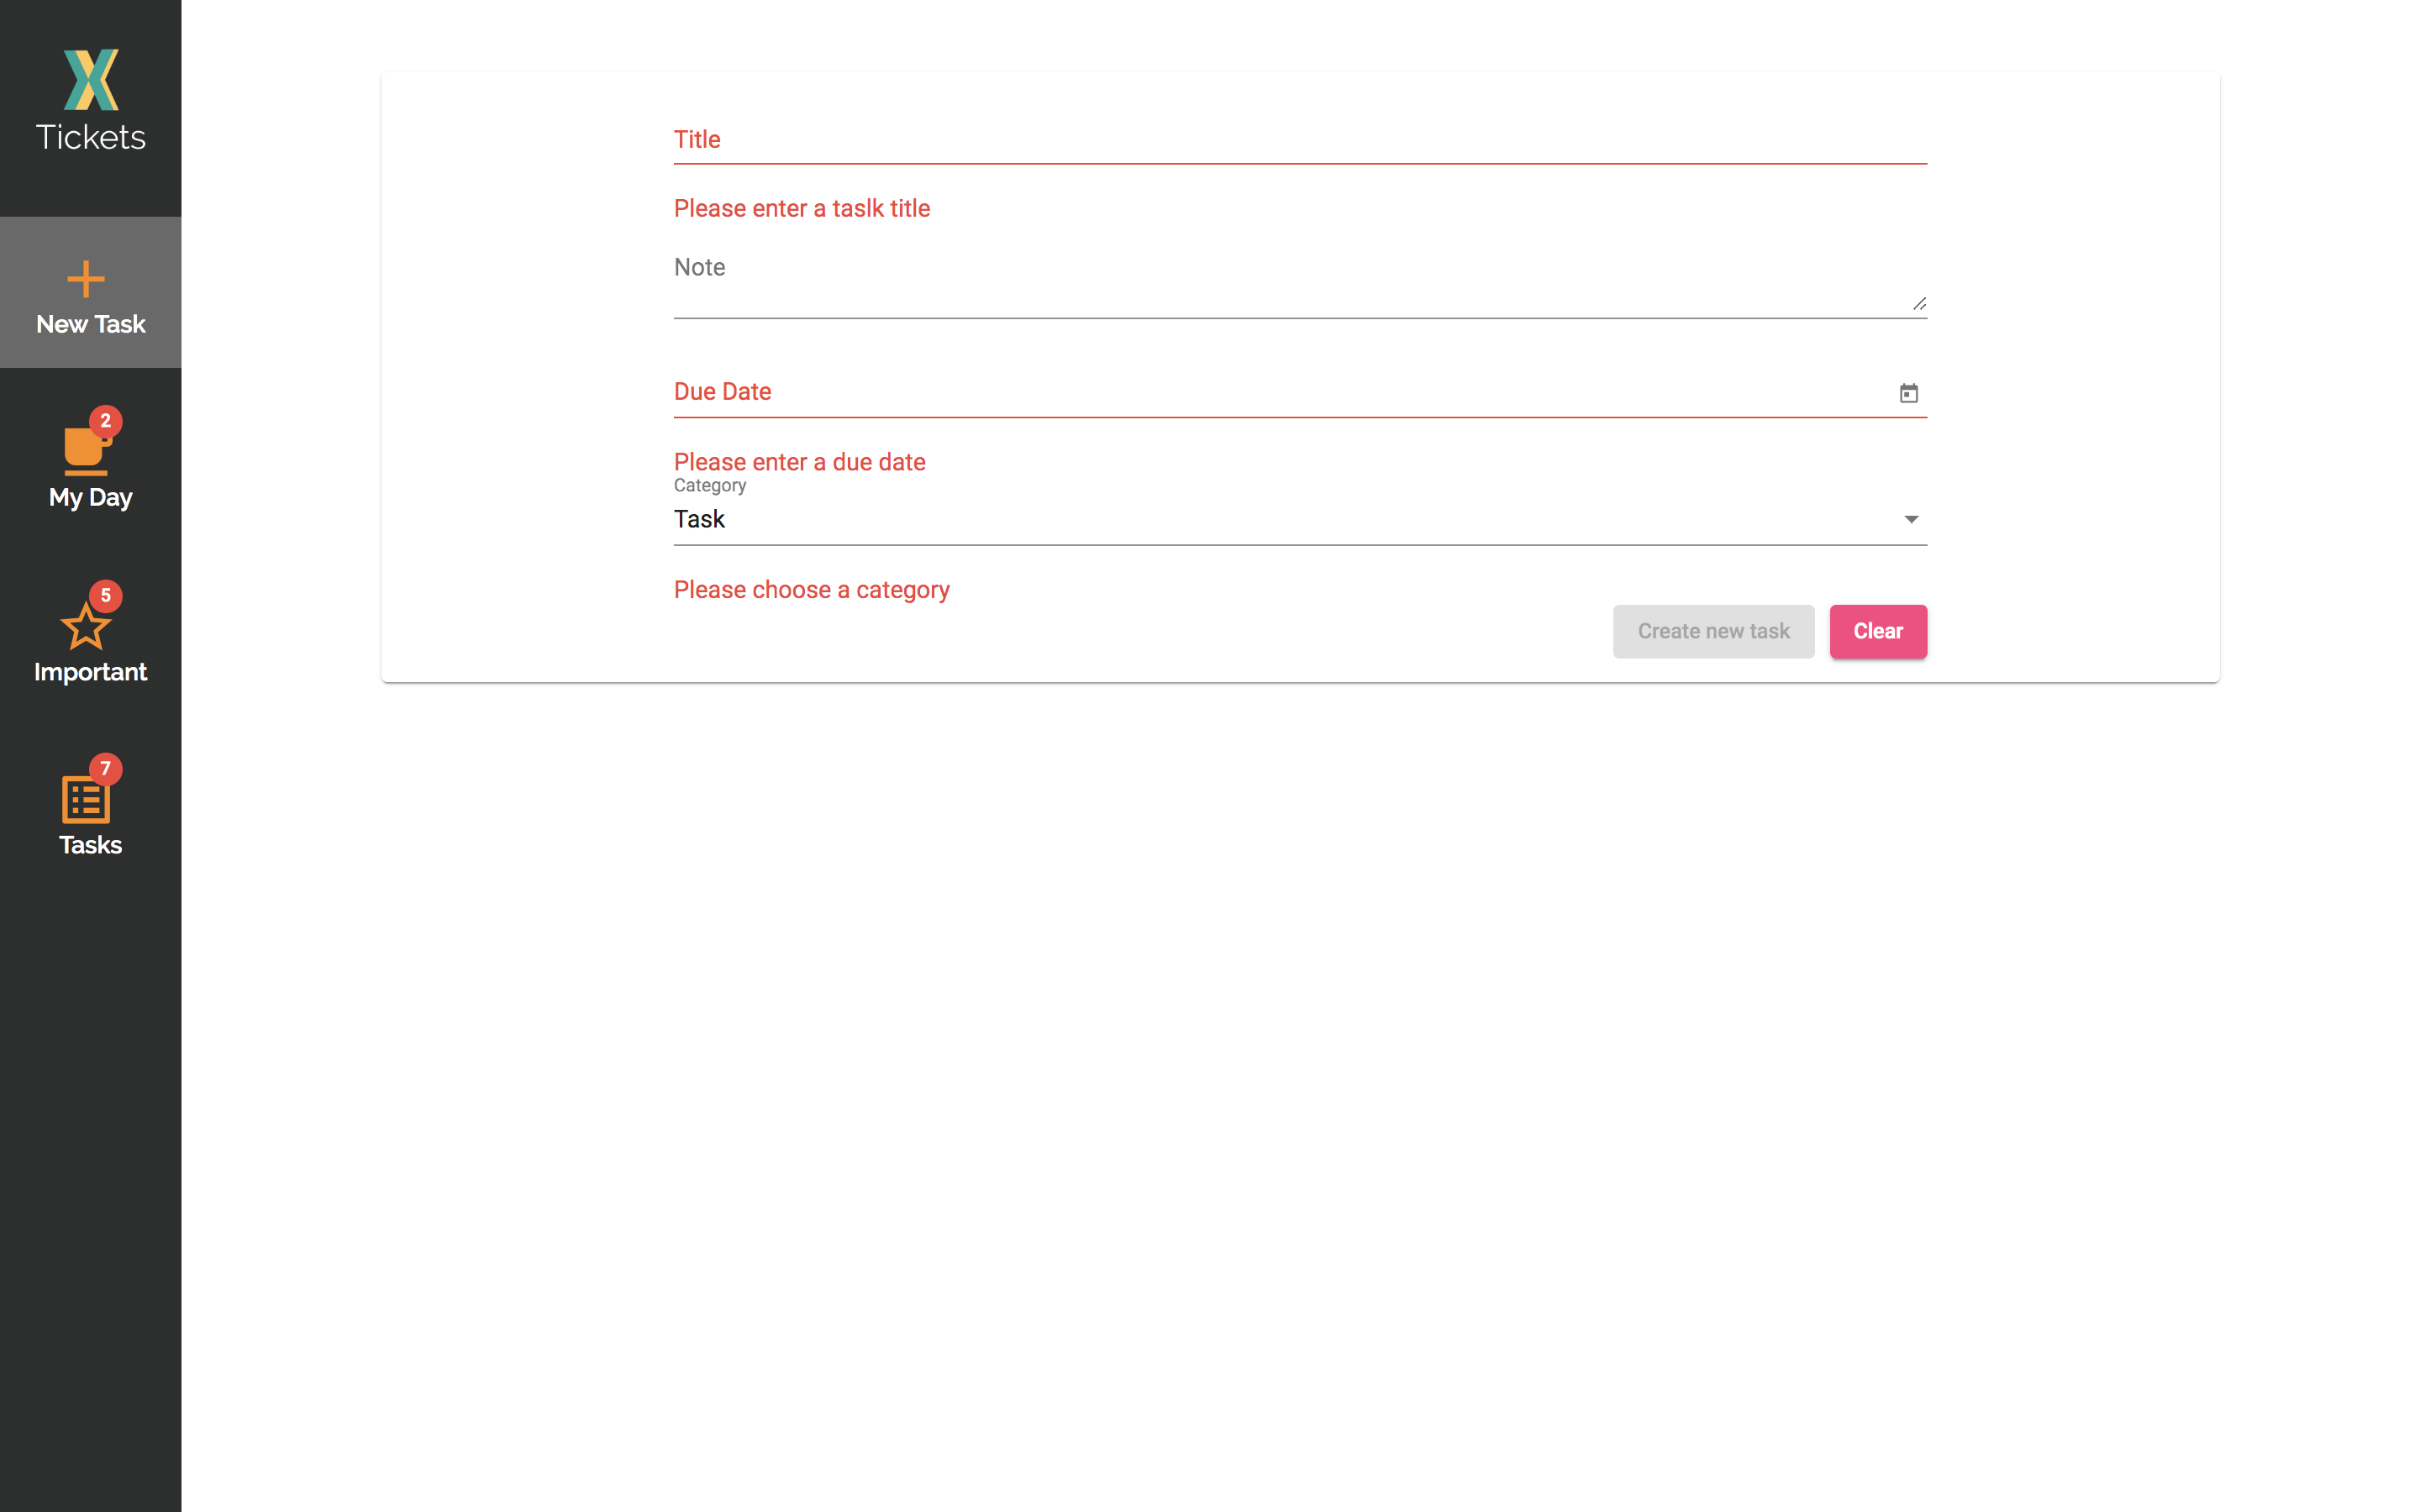 Tickets
New Task
2
My Day
5
Important
7
Tasks
Title
Please enter a taslk title
Note
Due Date
Please enter a due date
Category
Task
Please choose a category
Create new task
Clear